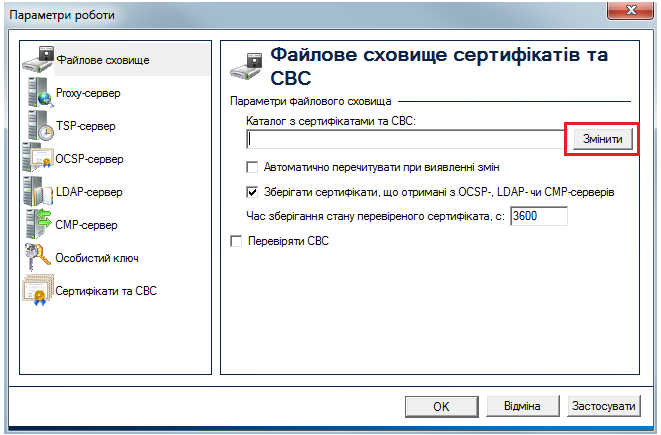 Параметри роботи
Файлове сховище
Proxy-сервер
TSP-сервер
OCSP-сервер
LDAP-сервер
CMP-сервер
Особистий ключ
Сертифікати та СВС
Файлове сховище сертифікатів та
СВС
Параметри файлового сховища
Каталог з сертифікатами та СВС:
Змінити
Автоматично перечитувати при виявленні змін
Зберігати сертифікати, що отримані з OCSP-, LDAP- чи CMP-серверів
Час зберігання стану перевіреного сертифіката, с: 3600
Перевіряти СВС
OK Відміна Застосувати